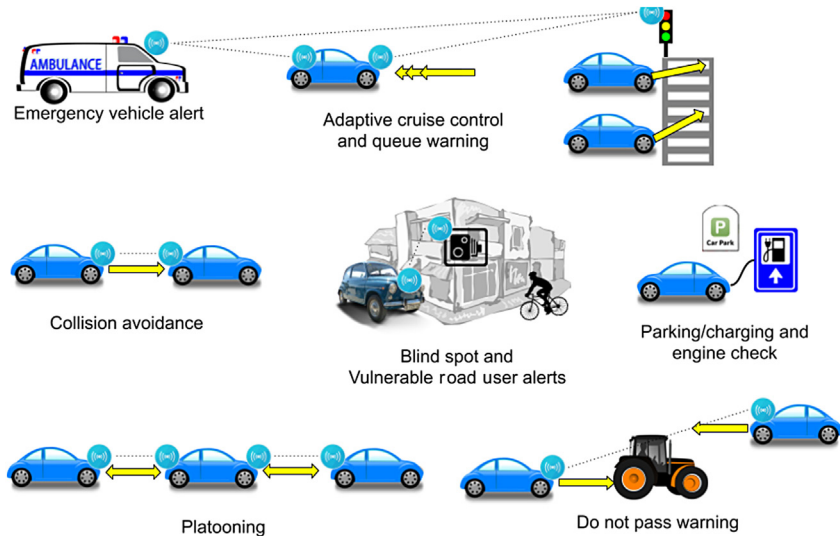 AMBULANCE
Emergency vehicle alert
Adaptive cruise control
and queue warning
Collision avoidance
Blind spot and
Vulnerable road user alerts
P
Car Park
Parking/charging and
engine check
Platooning
Do not pass warning